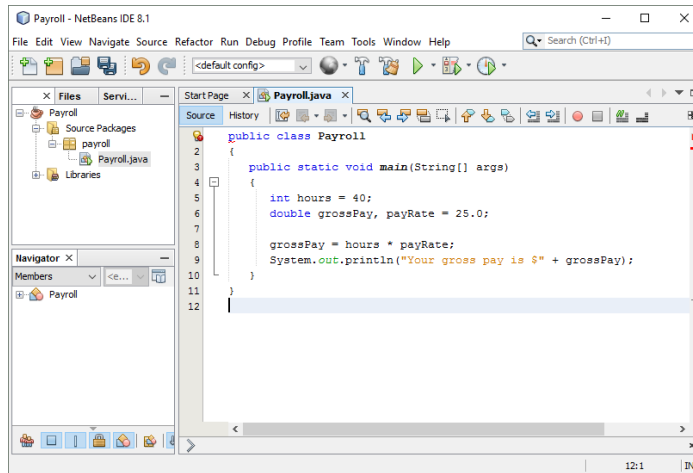 Payroll - NetBeans IDE 8.1
File Edit View Navigate Source Refactor Run Debug Profile Team Tools Window Help
Search (Ctrl+I)
<default config>
Files Servi...
Start Page Payroll.java
Source History
Payroll
Source Packages
payroll
Payroll.java
Libraries
public class Payroll
2 {
3 public static void main(String[] args)
4 {
5 int hours = 40;
6 double grossPay, payRate = 25.0;
7
8 grossPay = hours * payRate;
9 System.out.println("Your gross pay is $" + grossPay);
10 }
11 }
12
Navigator
Members <e...
Payroll
12:1